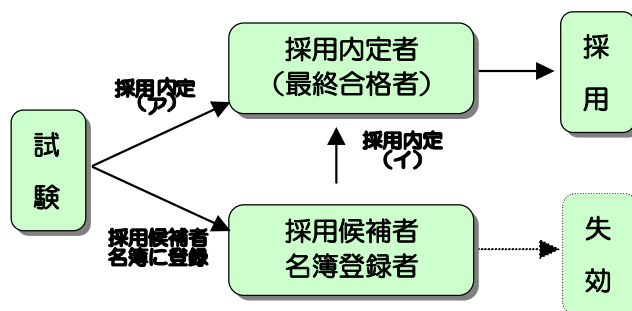 試験
採用内定
（ア）
採用候補者
名簿に登録
採用内定者
（最終合格者）
採用内定
（イ）
採用候補者
名簿登録者
採用
失効